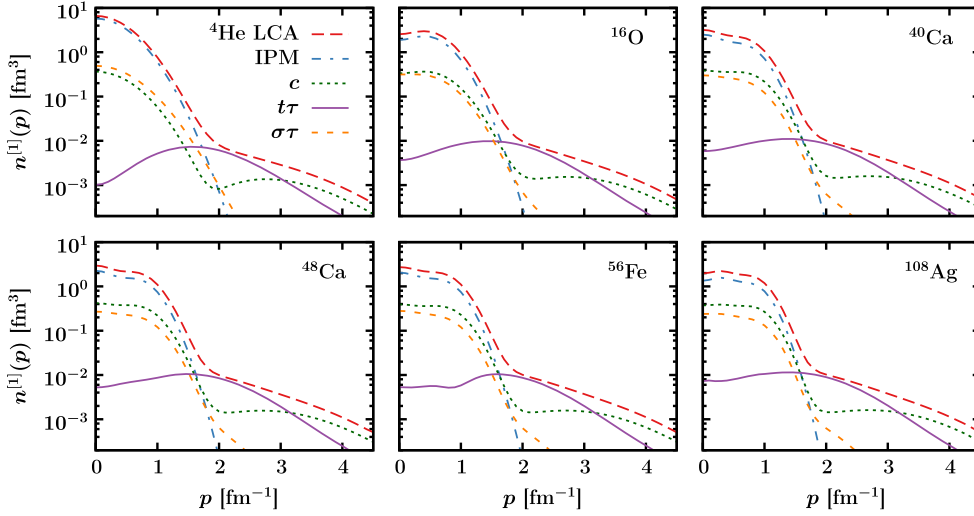 n^[1](p) [fm³]
10¹
10⁰
10⁻¹
10⁻²
10⁻³
⁴He LCA
IPM
c
tτ
στ
¹⁶O
⁴⁰Ca
n^[1](p) [fm³]
10⁰
10⁻¹
10⁻²
10⁻³
⁴⁸Ca
⁵⁶Fe
¹⁰⁸Ag
0 1 2 3 4
0 1 2 3 4
0 1 2 3 4
p [fm⁻¹]
p [fm⁻¹]
p [fm⁻¹]